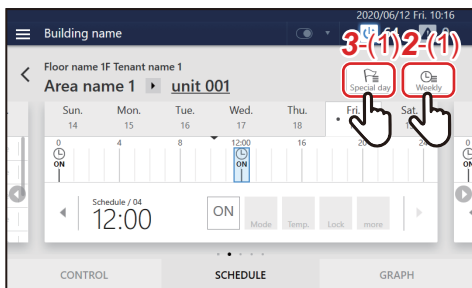 2020/06/12 Fri. 10:16
Building name
3-(1) 2-(1)
Floor name 1F Tenant name 1
Area name 1 unit 001
Special day Weekly
Sun. Mon. Tue. Wed. Thu. Fri. Sat.
14 15 16 17 18
0 4 8 12:00 16 20 24 0
ON ON ON
Schedule / 04
12:00 ON Mode Temp. Lock more
CONTROL SCHEDULE GRAPH